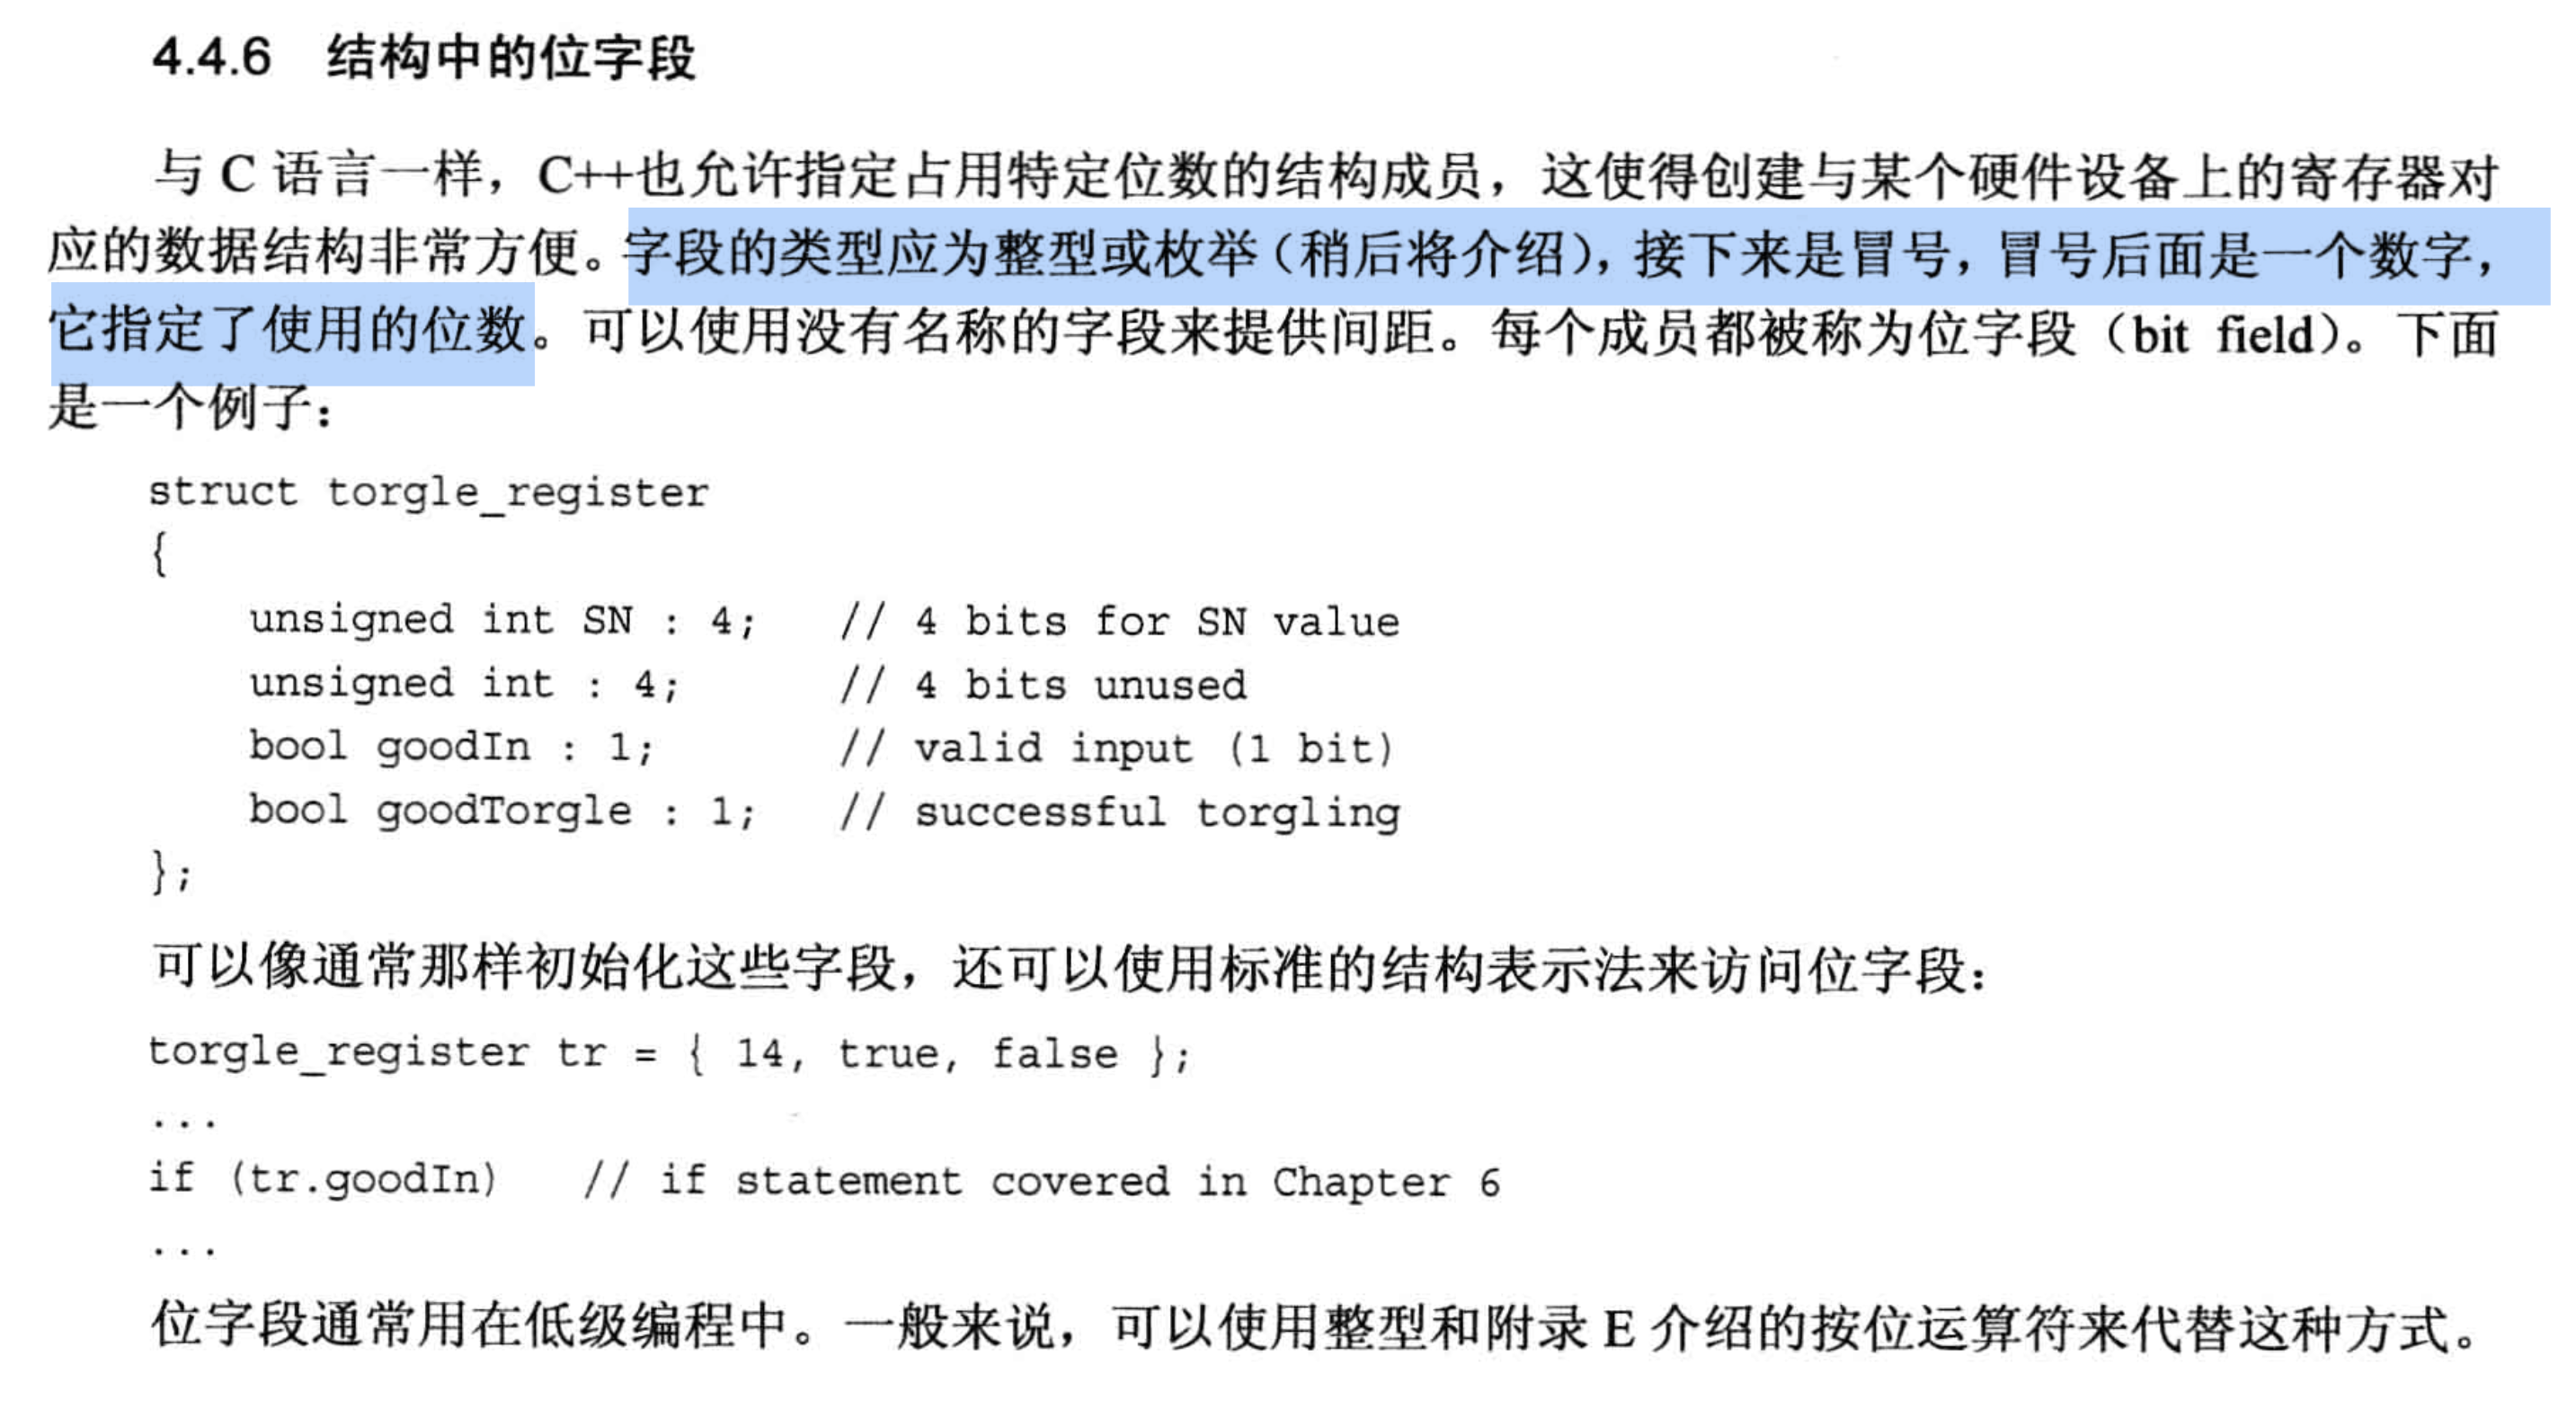 4.4.6 结构中的位字段
与 C 语言一样，C++也允许指定占用特定位数的结构成员，这使得创建与某个硬件设备上的寄存器对
应的数据结构非常方便。字段的类型应为整型或枚举（稍后将介绍），接下来是冒号，冒号后面是一个数字，
它指定了使用的位数。可以使用没有名称的字段来提供间距。每个成员都被称为位字段（bit field）。下面
是一个例子：
struct torgle_register
{
    unsigned int SN : 4;   // 4 bits for SN value
    unsigned int : 4;      // 4 bits unused
    bool goodIn : 1;       // valid input (1 bit)
    bool goodTorgle : 1;   // successful torgling
};
可以像通常那样初始化这些字段，还可以使用标准的结构表示法来访问位字段：
torgle_register tr = { 14, true, false };
...
if (tr.goodIn)   // if statement covered in Chapter 6
...
位字段通常用在低级编程中。一般来说，可以使用整型和附录 E 介绍的按位运算符来代替这种方式。